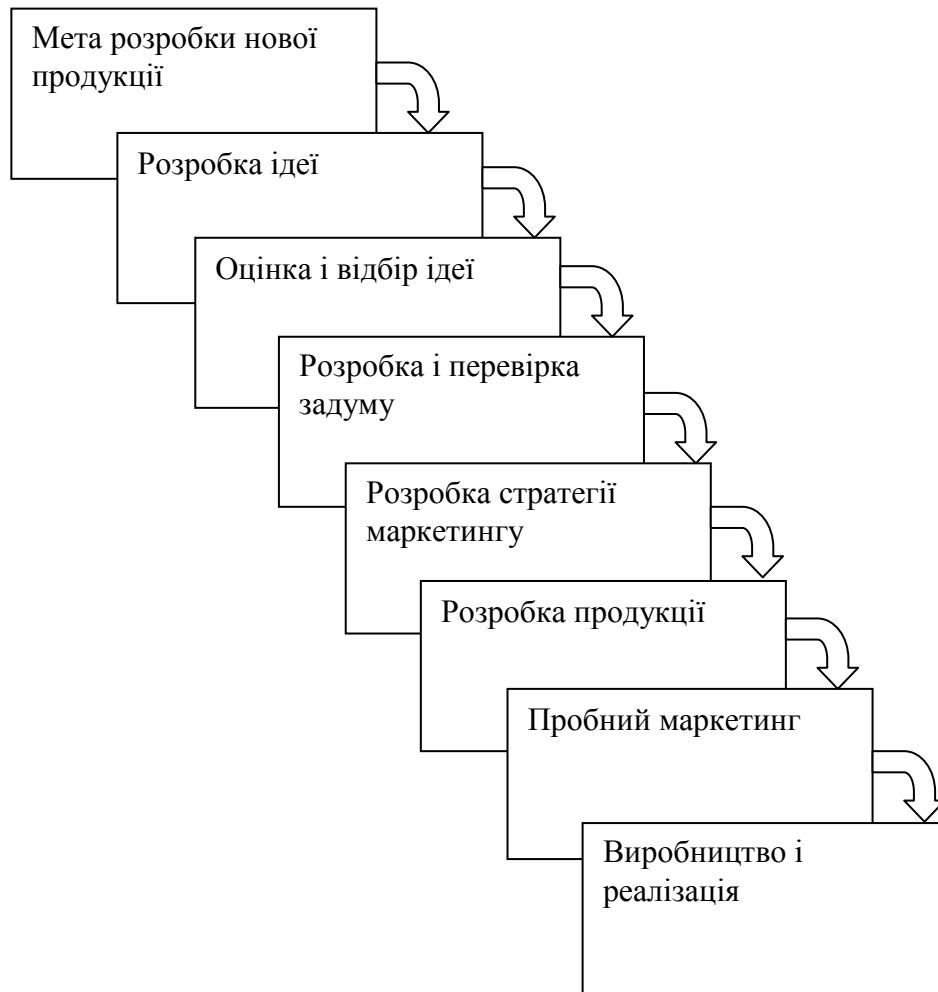 Мета розробки нової
продукції
Розробка ідеї
Оцінка і відбір ідеї
Розробка і перевірка
задуму
Розробка стратегії
маркетингу
Розробка продукції
Пробний маркетинг
Виробництво і
реалізація